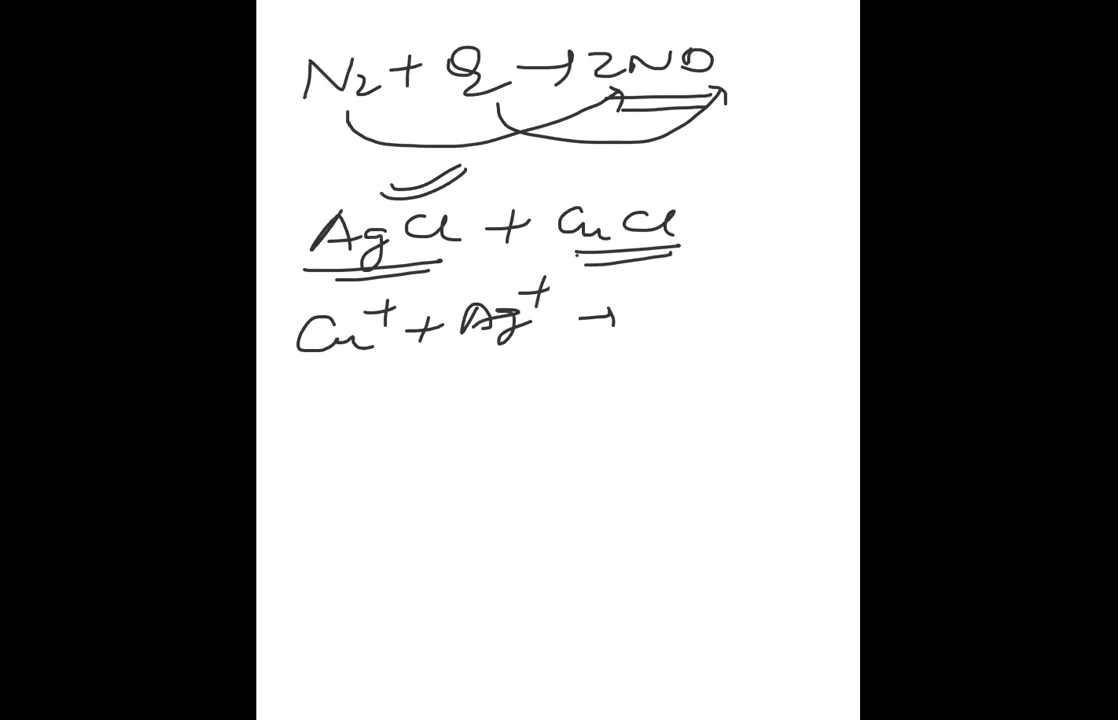 N₂ + O₂ → 2NO
AgCl + CuCl
Cu⁺ + Ag⁺ →